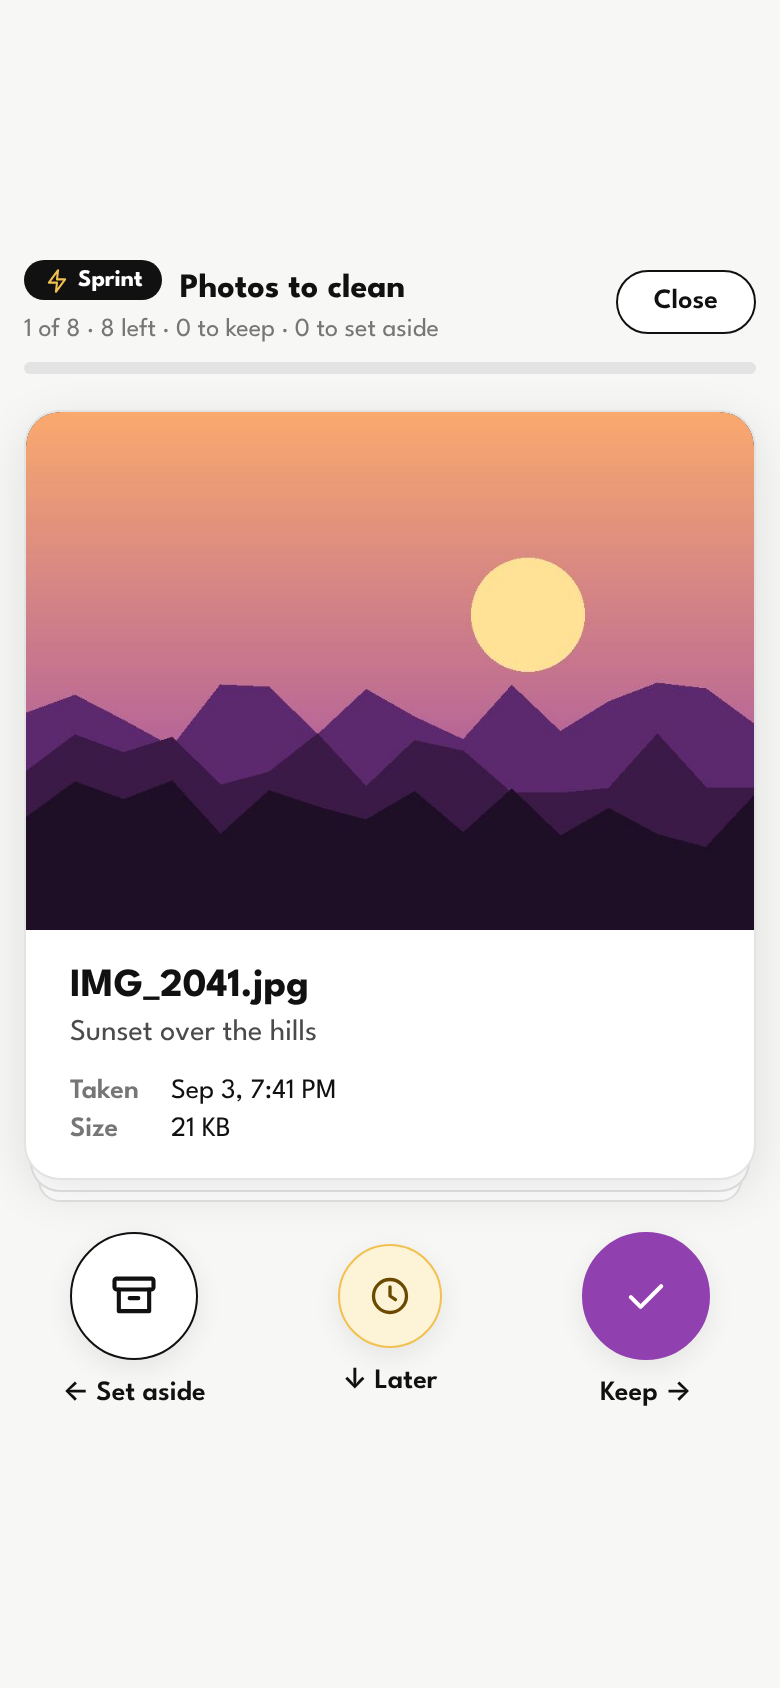 Sprint Photos to clean
Close
1 of 8 · 8 left · 0 to keep · 0 to set aside
IMG_2041.jpg
Sunset over the hills
Taken Sep 3, 7:41 PM
Size 21 KB
← Set aside
↓ Later
Keep →